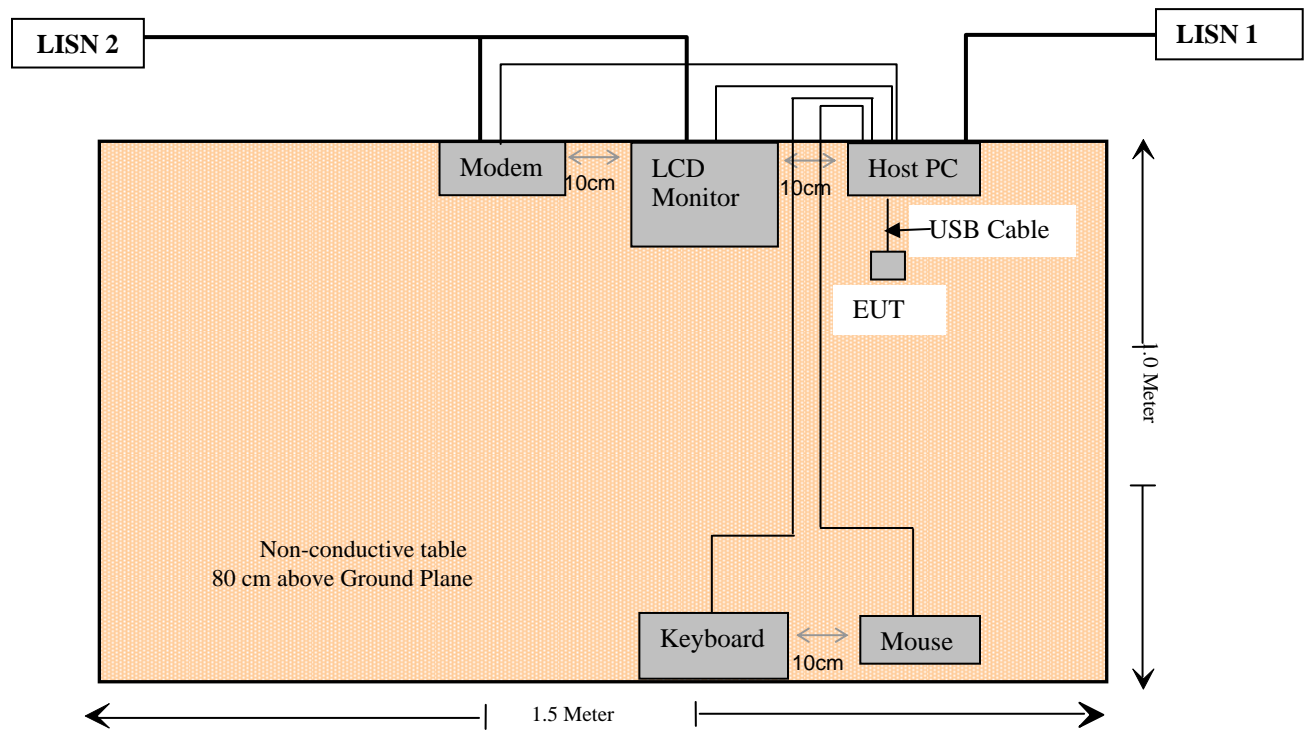 LISN 2
LISN 1
Modem
10cm
LCD
Monitor
10cm
Host PC
USB Cable
EUT
1.0 Meter
Non-conductive table
80 cm above Ground Plane
Keyboard
10cm
Mouse
1.5 Meter